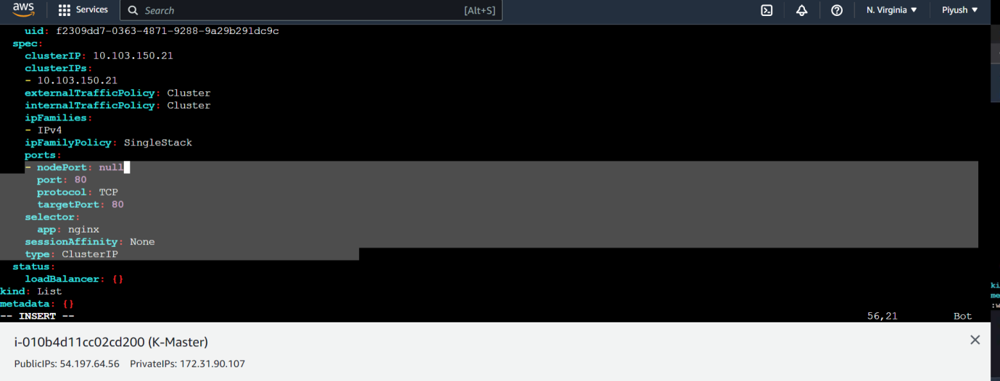 aws Services Search [Alt+S] N. Virginia ▼ Piyush ▼
uid: f2309dd7-0363-4871-9288-9a29b291dc9c
spec:
clusterIP: 10.103.150.21
clusterIPs:
- 10.103.150.21
externalTrafficPolicy: Cluster
internalTrafficPolicy: Cluster
ipFamilies:
- IPv4
ipFamilyPolicy: SingleStack
ports:
- nodePort: null
port: 80
protocol: TCP
targetPort: 80
selector:
app: nginx
sessionAffinity: None
type: ClusterIP
status:
loadBalancer: {}
kind: List
metadata: {}
-- INSERT -- 56,21 Bot
i-010b4d11cc02cd200 (K-Master)
PublicIPs: 54.197.64.56 PrivateIPs: 172.31.90.107
ki
me
:w